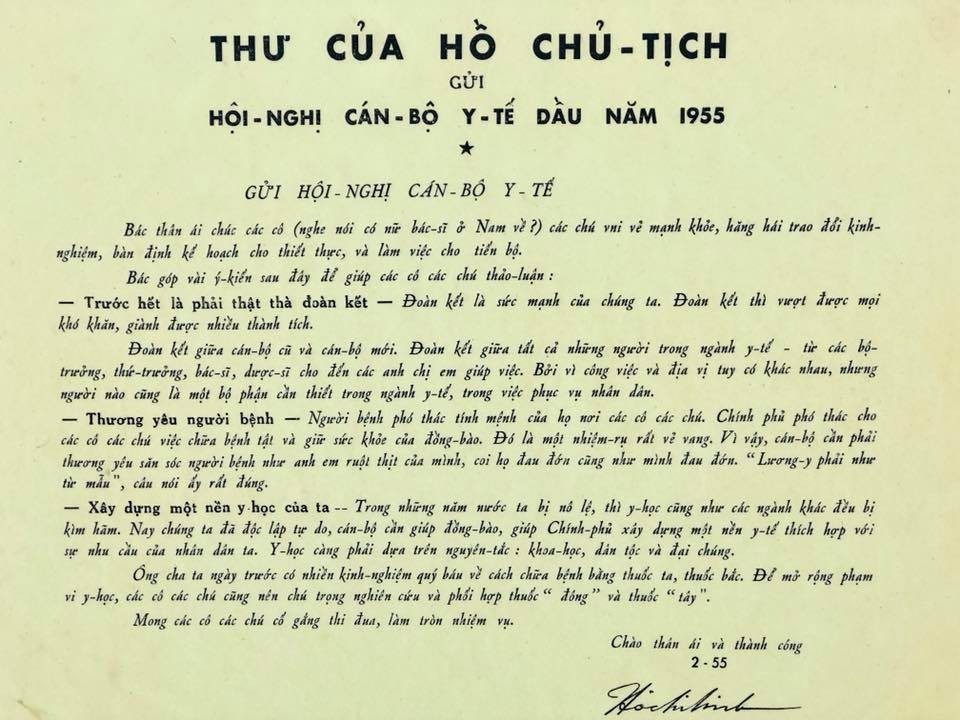 THƯ CỦA HỒ CHỦ-TỊCH
GỬI
HỘI-NGHỊ CÁN-BỘ Y-TẾ DẦU NĂM 1955
★
GỬI HỘI-NGHỊ CÁN-BỘ Y-TẾ
Bác thân ái chúc các cô (nghe nói có nữ bác-sĩ ở Nam về ?) các chú vni vẻ mạnh khỏe, hăng hái trao đổi kinh-
nghiệm, bàn định kế hoạch cho thiết thực, và làm việc cho tiến bộ.
Bác góp vài ý-kiến sau đây để giúp các cô các chú thảo-luận :
— Trước hết là phải thật thà đoàn kết — Đoàn kết là sức mạnh của chúng ta. Đoàn kết thì vượt được mọi
khó khăn, giành được nhiều thành tích.
Đoàn kết giữa cán-bộ cũ và cán-bộ mới. Đoàn kết giữa tất cả những người trong ngành y-tế - từ các bộ-
trưởng, thứ-trưởng, bác-sĩ, dược-sĩ cho đến các anh chị em giúp việc. Bởi vì công việc và địa vị tuy có khác nhau, nhưng
người nào cũng là một bộ phận cần thiết trong ngành y-tế, trong việc phục vụ nhân dân.
— Thương yêu người bệnh — Người bệnh phó thác tính mệnh của họ nơi các cô các chú. Chính phủ phó thác cho
các cô các chú việc chữa bệnh tật và giữ sức khỏe của đồng-bào. Đó là một nhiệm-rụ rất vẻ vang. Vì vậy, cán-bộ cần phải
thương yêu săn sóc người bệnh như anh em ruột thịt của mình, coi họ đau đớn cũng như mình đau đớn. "Lương-y phải như
từ mẫu", câu nói ấy rất đúng.
— Xây dựng một nền y-học của ta -- Trong những năm nước ta bị nô lệ, thì y-học cũng như các ngành khác đều bị
kìm hãm. Nay chúng ta đã độc lập tự do, cán-bộ cần giúp đồng-bào, giúp Chính-phủ xây dựng một nền y-tế thích hợp với
sự nhu cầu của nhân dân ta. Y-học càng phải dựa trên nguyên-tắc : khoa-học, dân tộc và đại chúng.
Ông cha ta ngày trước có nhiền kinh-nghiệm quý báu về cách chữa bệnh bằng thuốc ta, thuốc bắc. Để mở rộng phạm
vi y-học, các cô các chú cũng nên chú trọng nghiên cứu và phối hợp thuốc " đông" và thuốc "tây".
Mong các cô các chú cố gắng thi đua, làm tròn nhiệm vụ.
Chào thân ái và thành công
2 - 55
Hồ Chí Minh